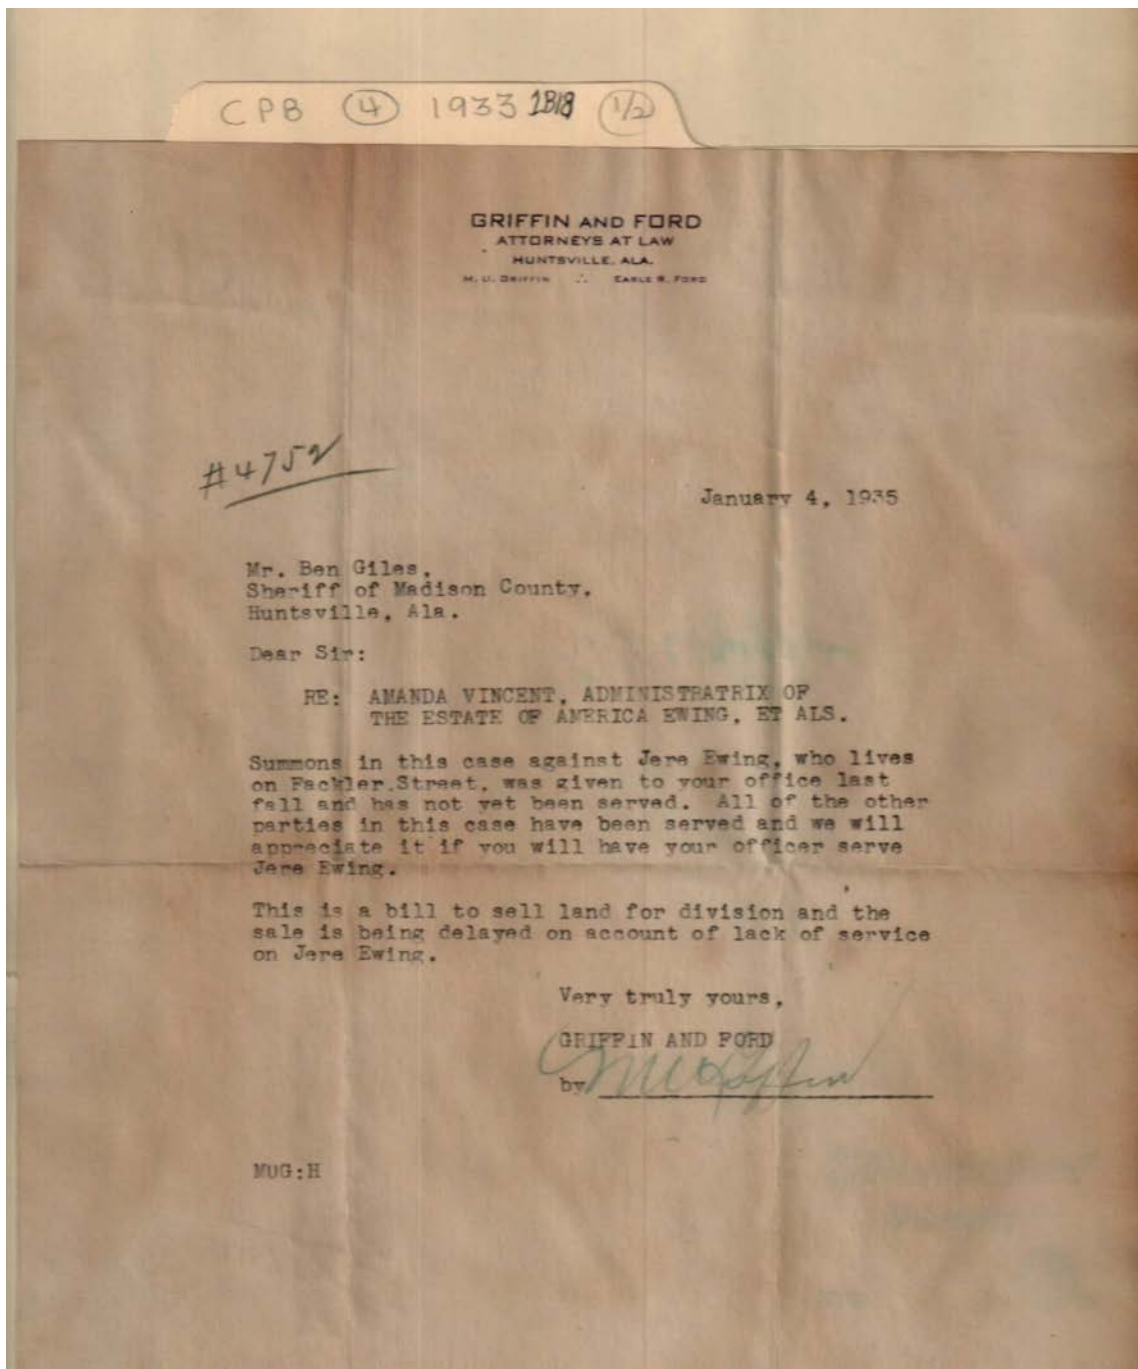 CPB 4 1933 1B18 1/2
GRIFFIN AND FORD
ATTORNEYS AT LAW
HUNTSVILLE, ALA.
M. U. GRIFFIN ∴ EARLE R. FORD
#4752
January 4, 1935
Mr. Ben Giles,
Sheriff of Madison County,
Huntsville, Ala.
Dear Sir:
RE: AMANDA VINCENT, ADMINISTRATRIX OF
THE ESTATE OF AMERICA EWING, ET ALS.
Summons in this case against Jere Ewing, who lives
on Fackler Street, was given to your office last
fall and has not yet been served. All of the other
parties in this case have been served and we will
appreciate it if you will have your officer serve
Jere Ewing.
This is a bill to sell land for division and the
sale is being delayed on account of lack of service
on Jere Ewing.
Very truly yours,
GRIFFIN AND FORD
by M U Griffin
MUG:H